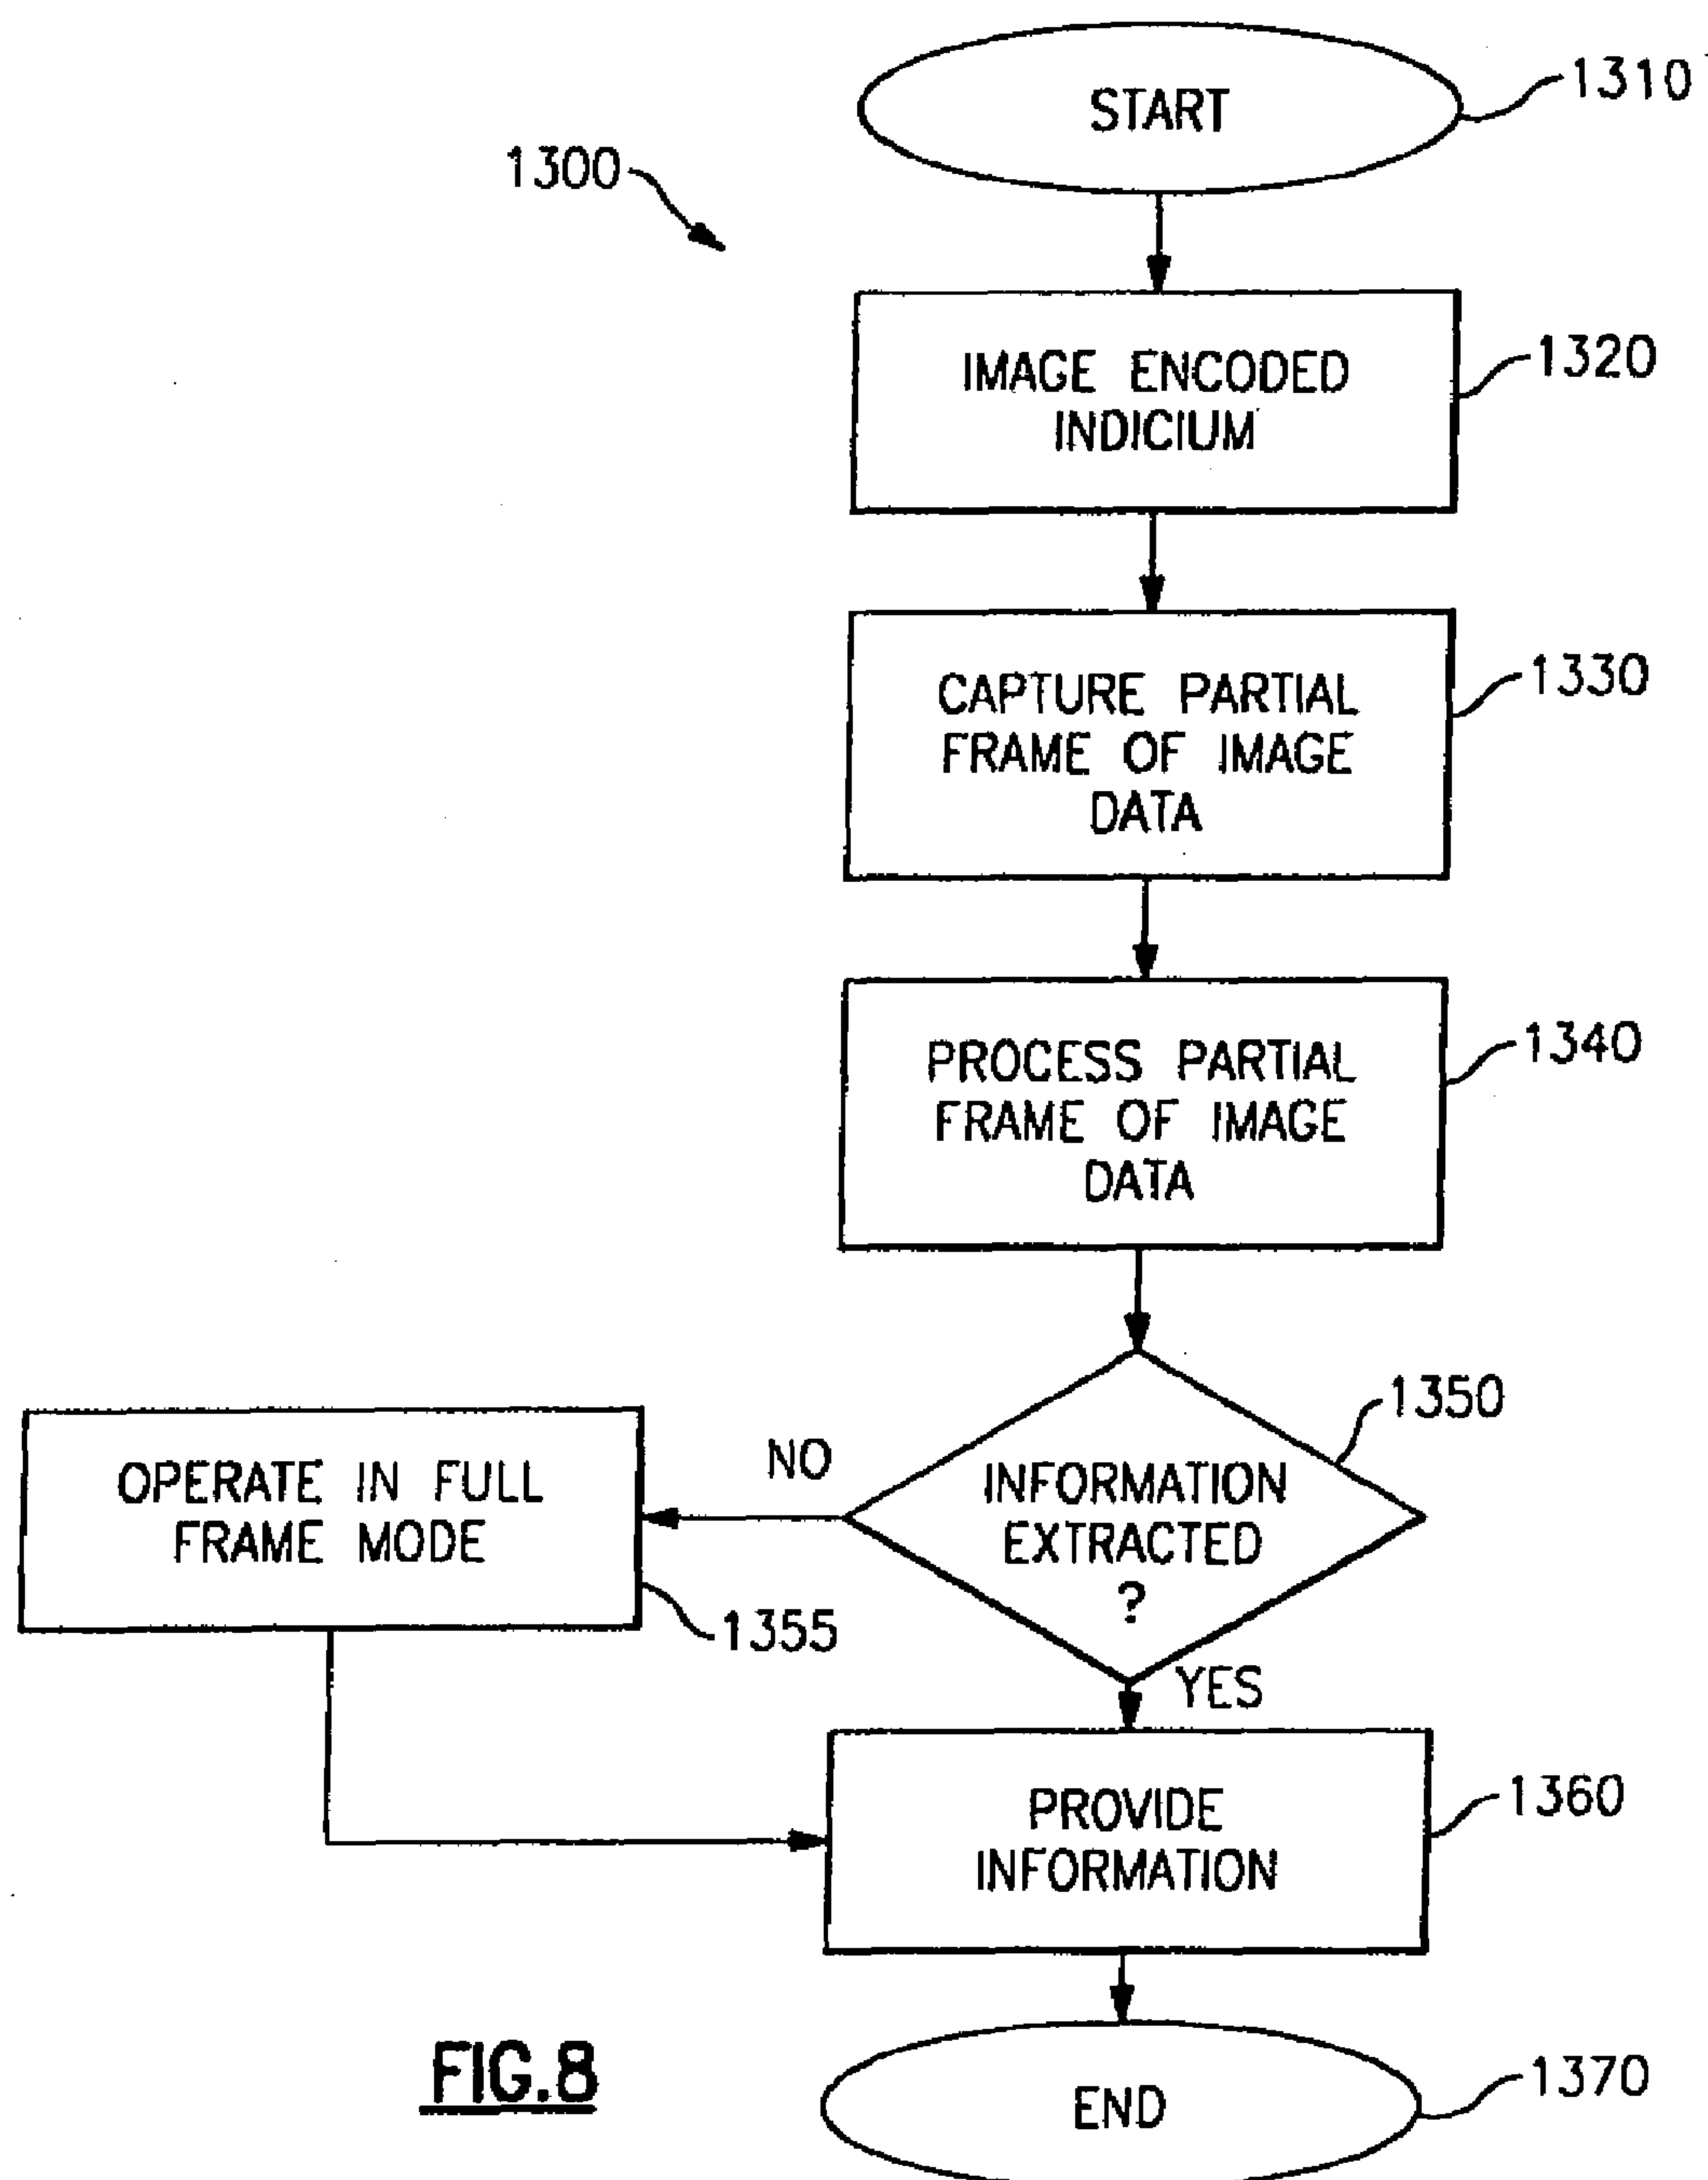 START
1310
1300
IMAGE ENCODED
INDICIUM
1320
CAPTURE PARTIAL
FRAME OF IMAGE
DATA
1330
PROCESS PARTIAL
FRAME OF IMAGE
DATA
1340
INFORMATION
EXTRACTED
?
1350
NO
OPERATE IN FULL
FRAME MODE
1355
YES
PROVIDE
INFORMATION
1360
END
1370
FIG.8